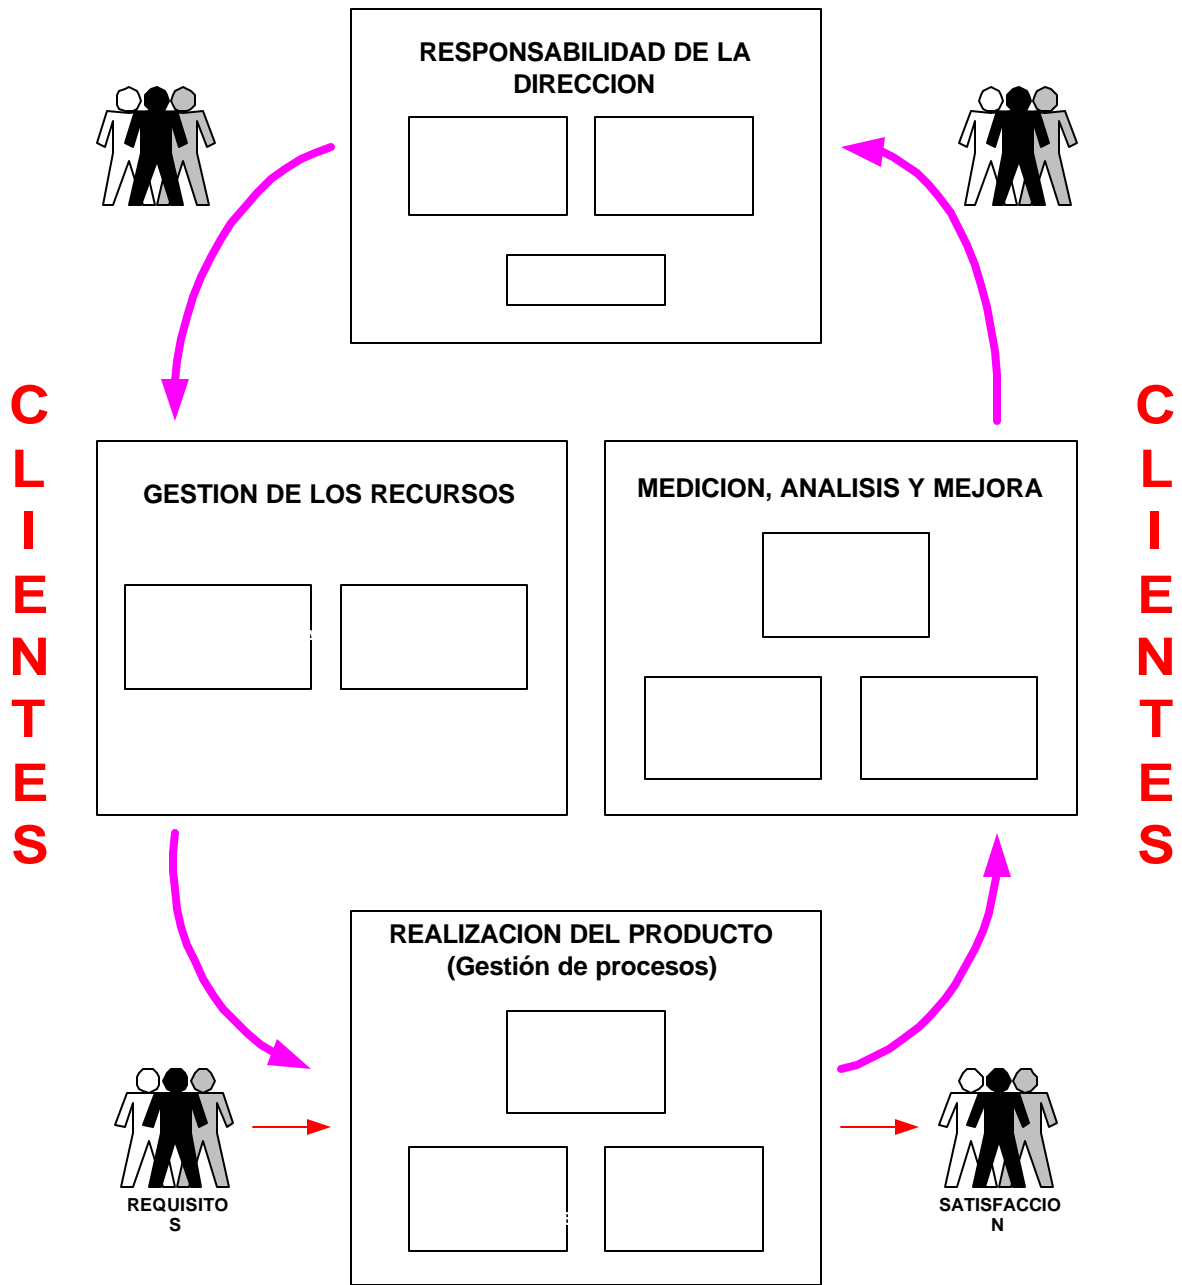 RESPONSABILIDAD DE LA
DIRECCION
C
L
I
E
N
T
E
S
GESTION DE LOS RECURSOS
MEDICION, ANALISIS Y MEJORA
C
L
I
E
N
T
E
S
REALIZACION DEL PRODUCTO
(Gestión de procesos)
REQUISITO
S
SATISFACCIO
N